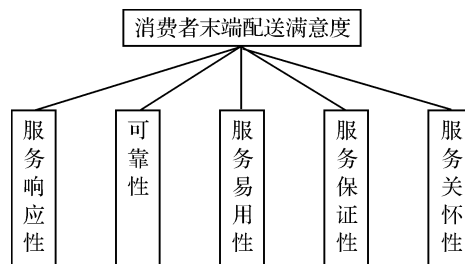 消费者末端配送满意度
服务响应性
可靠性
服务易用性
服务保证性
服务关怀性